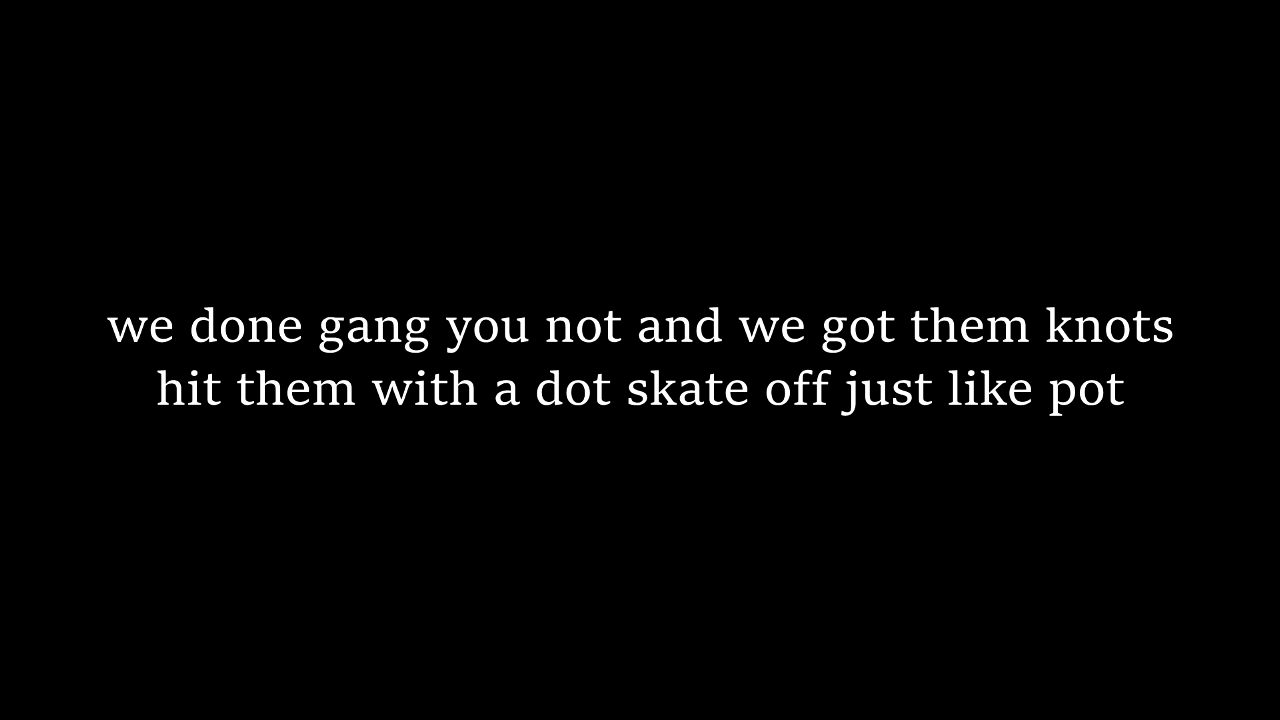 we done gang you not and we got them knots
hit them with a dot skate off just like pot